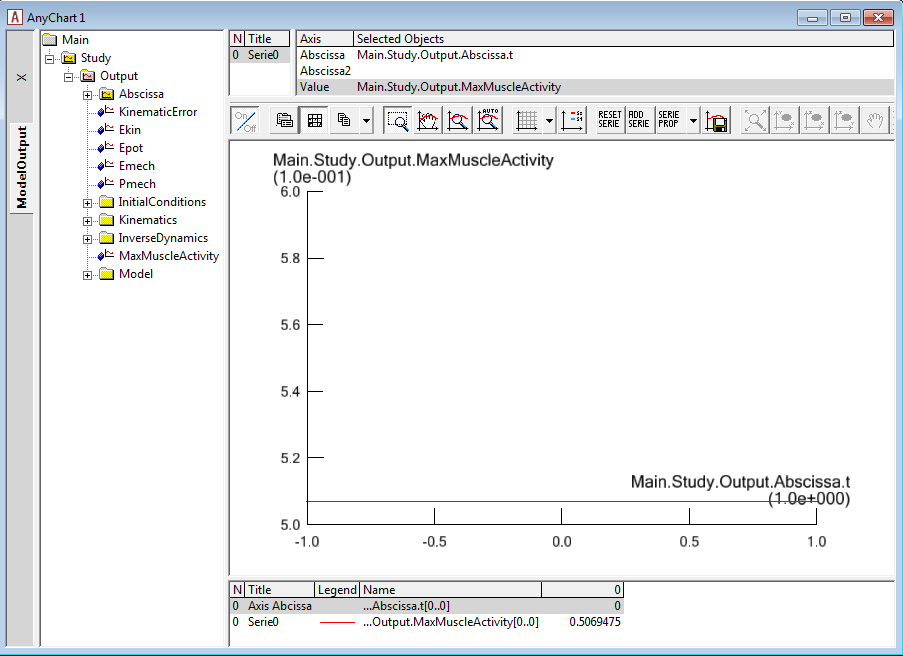 AnyChart 1
X
ModelOutput
Main
Study
Output
Abscissa
KinematicError
Ekin
Epot
Emech
Pmech
InitialConditions
Kinematics
InverseDynamics
MaxMuscleActivity
Model
N Title
0 Serie0
Axis Selected Objects
Abscissa Main.Study.Output.Abscissa.t
Abscissa2
Value Main.Study.Output.MaxMuscleActivity
On/Off
AUTO
RESET SERIE
ADD SERIE
SERIE PROP
Main.Study.Output.MaxMuscleActivity
(1.0e-001)
6.0
5.8
5.6
5.4
5.2
5.0
Main.Study.Output.Abscissa.t
(1.0e+000)
-1.0 -0.5 0.0 0.5 1.0
N Title Legend Name 0
0 Axis Abcissa ...Abscissa.t[0..0] 0
0 Serie0 ...Output.MaxMuscleActivity[0..0] 0.5069475